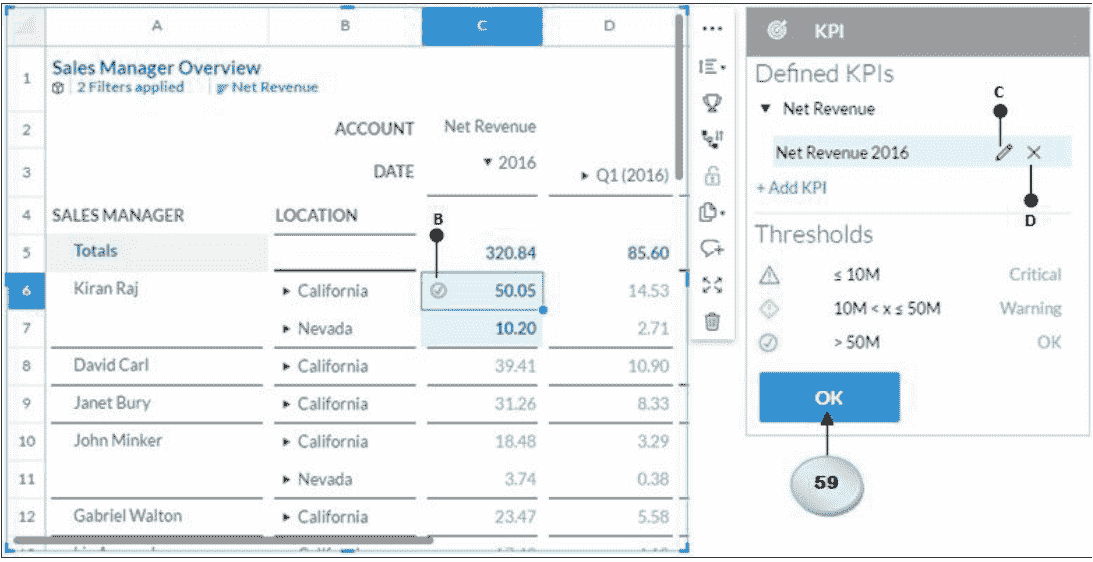 A B C D
1 Sales Manager Overview
2 Filters applied Net Revenue
2 ACCOUNT Net Revenue
3 DATE 2016 Q1 (2016)
4 SALES MANAGER LOCATION
B
5 Totals 320.84 85.60
6 Kiran Raj California 50.05 14.53
7 Nevada 10.20 2.71
8 David Carl California 39.41 10.90
9 Janet Bury California 31.26 8.33
10 John Minker California 18.48 3.29
11 Nevada 3.74 0.38
12 Gabriel Walton California 23.47 5.58
KPI
Defined KPIs
C
Net Revenue
Net Revenue 2016
+ Add KPI
D
Thresholds
≤ 10M Critical
10M < x ≤ 50M Warning
> 50M OK
OK
59